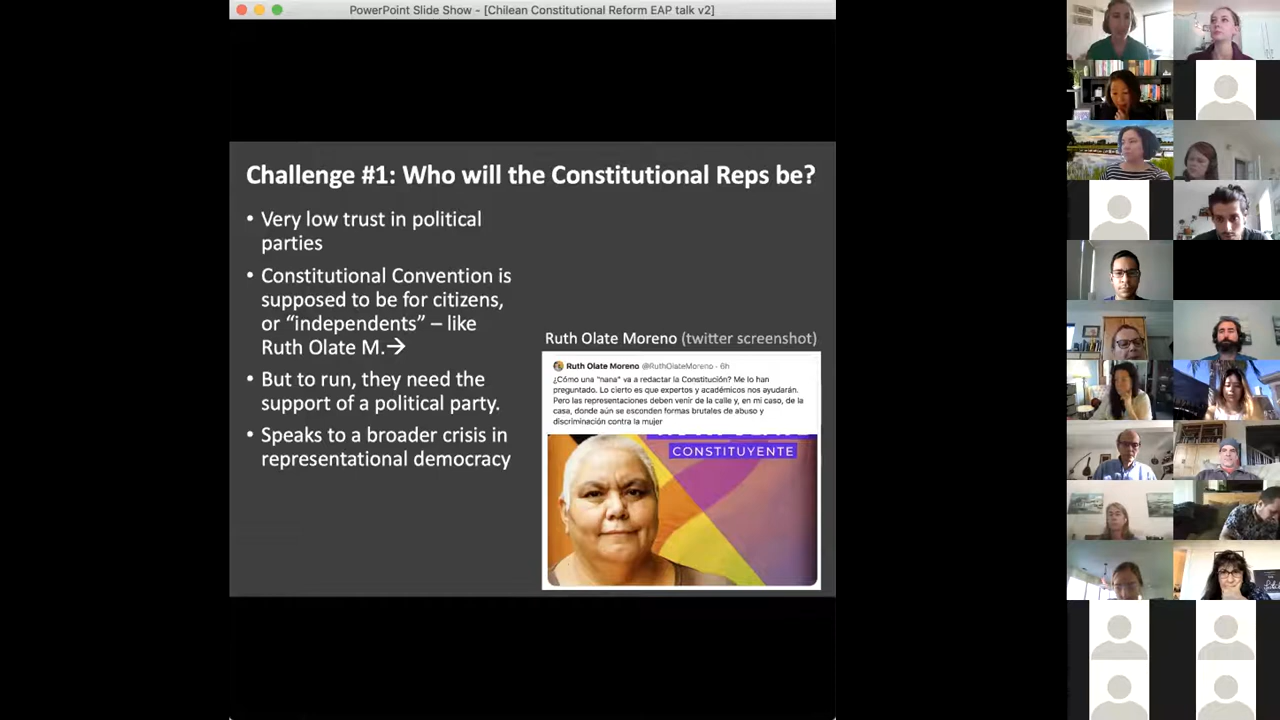 PowerPoint Slide Show - [Chilean Constitutional Reform EAP talk v2]
Challenge #1: Who will the Constitutional Reps be?
• Very low trust in political
parties
• Constitutional Convention is
supposed to be for citizens,
or “independents” – like
Ruth Olate M.→
• But to run, they need the
support of a political party.
• Speaks to a broader crisis in
representational democracy
Ruth Olate Moreno (twitter screenshot)
Ruth Olate Moreno @RuthOlateMoreno · 6h
¿Cómo una "nana" va a redactar la Constitución? Me lo han
preguntado. Lo cierto es que expertos y académicos nos ayudarán.
Pero las representaciones deben venir de la calle y, en mi caso, de la
casa, donde aún se esconden formas brutales de abuso y
discriminación contra la mujer
CONSTITUYENTE